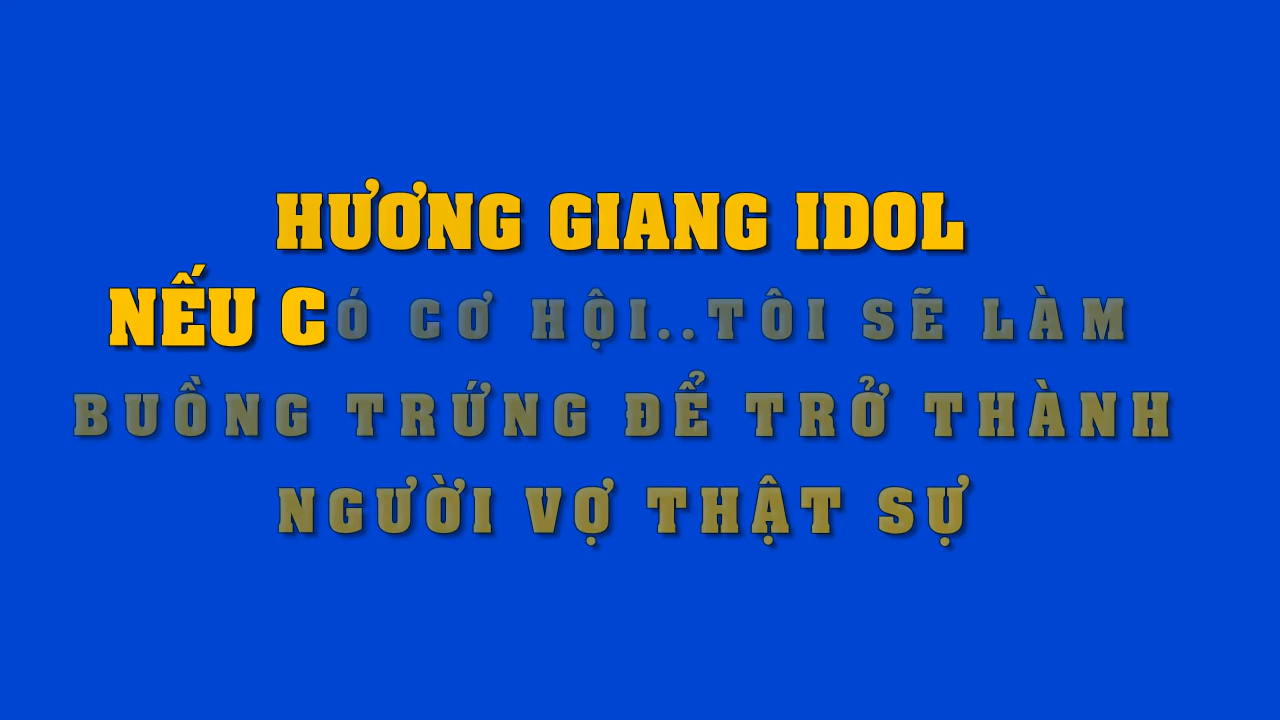 HƯƠNG GIANG IDOL
NẾU CÓ CƠ HỘI..TÔI SẼ LÀM
BUỒNG TRỨNG ĐỂ TRỞ THÀNH
NGƯỜI VỢ THẬT SỰ